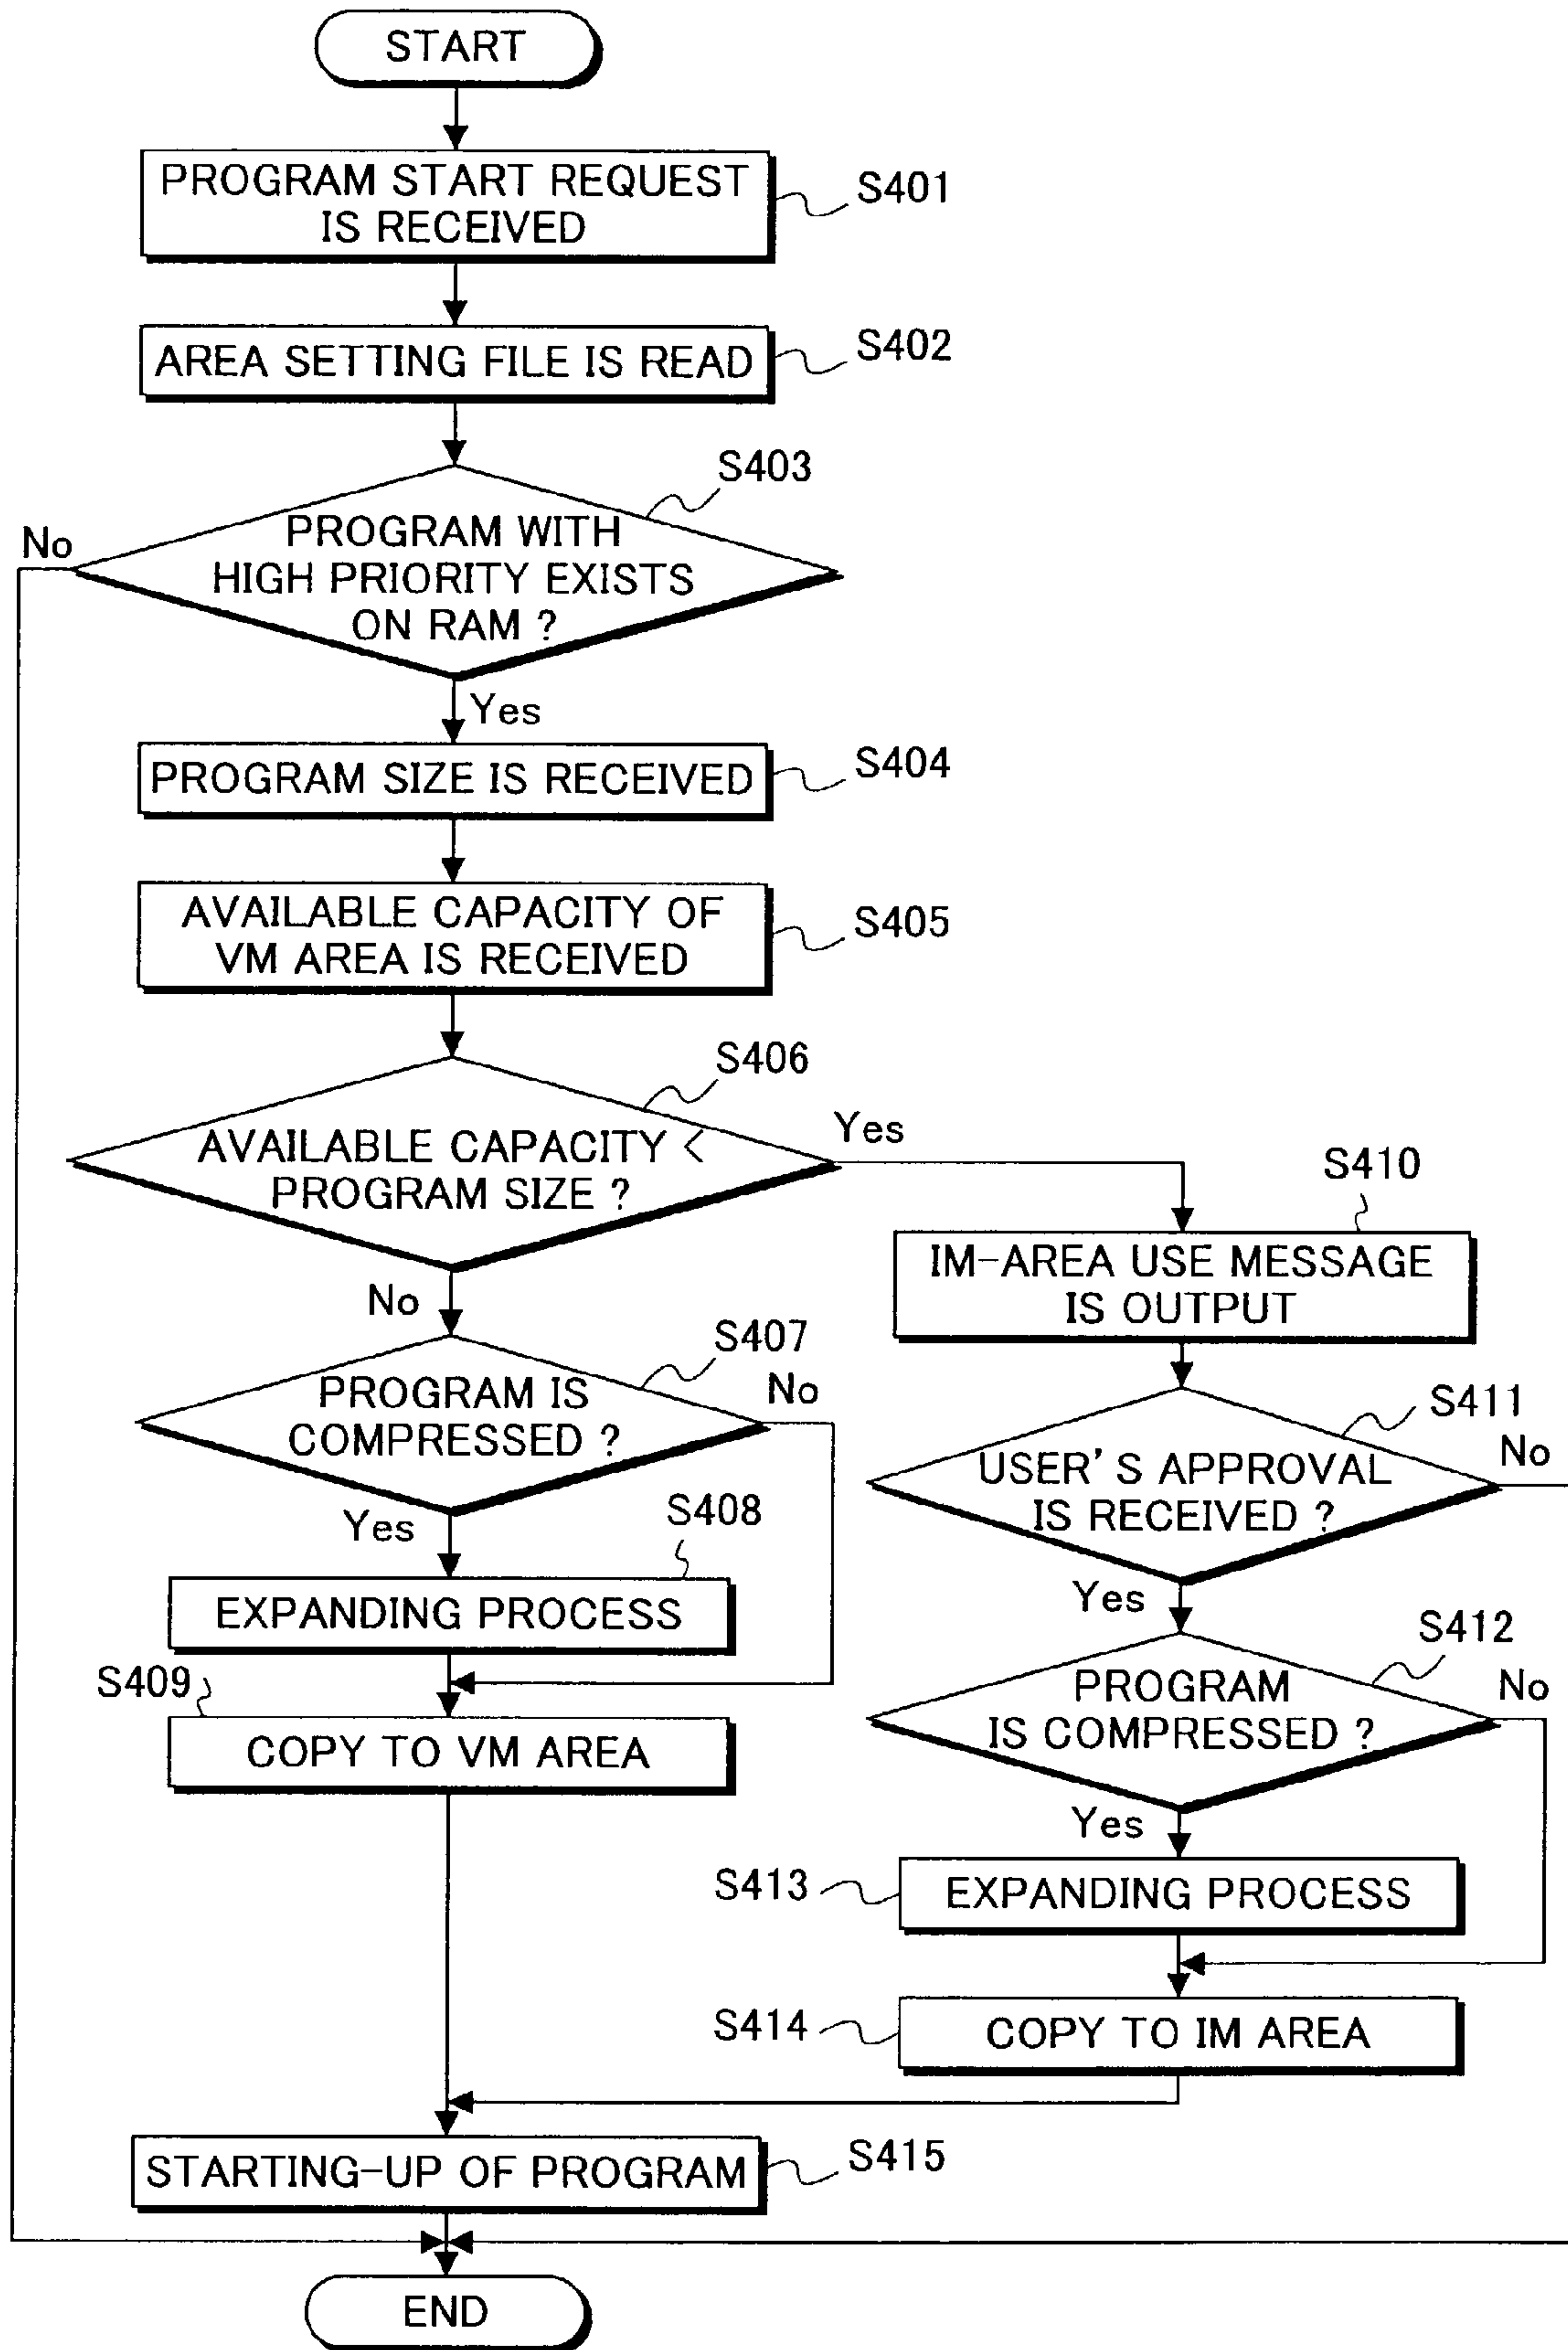 START
PROGRAM START REQUEST
IS RECEIVED
S401
AREA SETTING FILE IS READ
S402
S403
No
PROGRAM WITH
HIGH PRIORITY EXISTS
ON RAM ?
Yes
PROGRAM SIZE IS RECEIVED
S404
AVAILABLE CAPACITY OF
VM AREA IS RECEIVED
S405
S406
AVAILABLE CAPACITY <
PROGRAM SIZE ?
Yes
No
S407
PROGRAM IS
COMPRESSED ?
No
Yes
S408
EXPANDING PROCESS
S409
COPY TO VM AREA
S410
IM-AREA USE MESSAGE
IS OUTPUT
S411
USER'S APPROVAL
IS RECEIVED ?
No
Yes
S412
PROGRAM
IS COMPRESSED ?
No
Yes
S413
EXPANDING PROCESS
S414
COPY TO IM AREA
STARTING-UP OF PROGRAM
S415
END